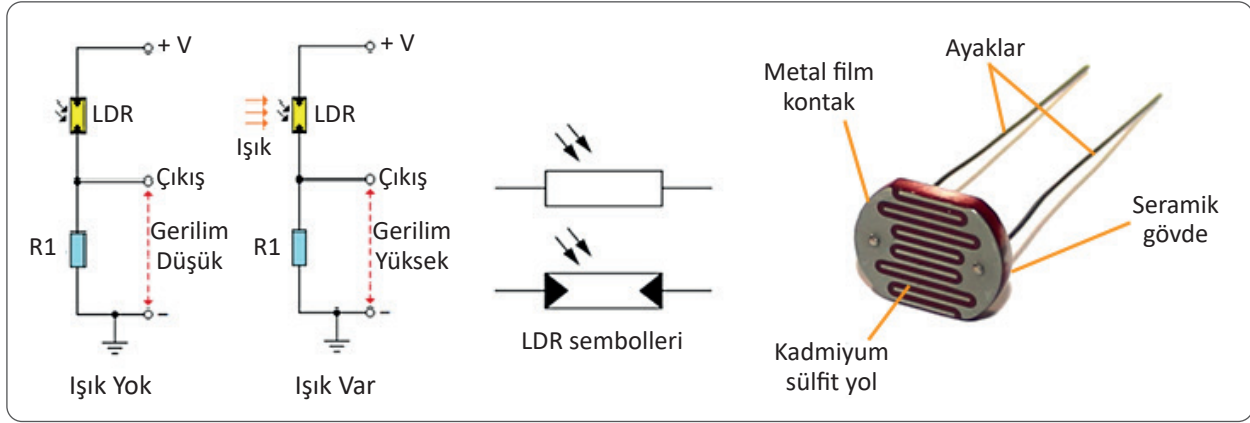 + V
LDR
Çıkış
R1
Gerilim
Düşük
–
Işık Yok
+ V
LDR
Işık
Çıkış
R1
Gerilim
Yüksek
–
Işık Var
LDR sembolleri
Ayaklar
Metal film
kontak
Seramik
gövde
Kadmiyum
sülfit yol